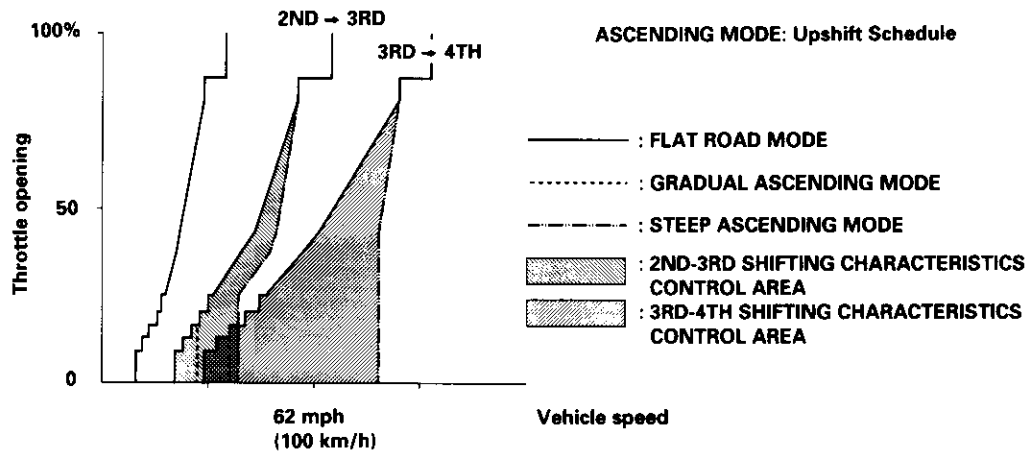 100%
2ND → 3RD
3RD → 4TH
ASCENDING MODE: Upshift Schedule
Throttle opening
50
0
62 mph
(100 km/h)
Vehicle speed
: FLAT ROAD MODE
: GRADUAL ASCENDING MODE
: STEEP ASCENDING MODE
: 2ND-3RD SHIFTING CHARACTERISTICS
CONTROL AREA
: 3RD-4TH SHIFTING CHARACTERISTICS
CONTROL AREA